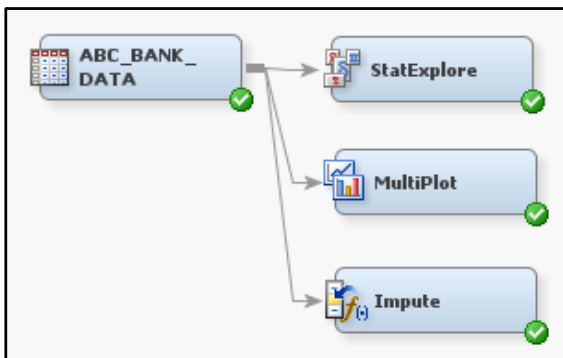 ABC_BANK_
DATA
StatExplore
MultiPlot
Impute